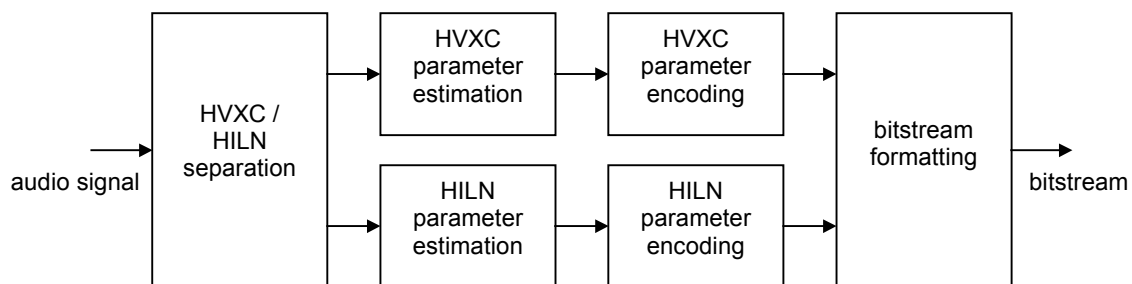 audio signal
HVXC /
HILN
separation
HVXC
parameter
estimation
HVXC
parameter
encoding
HILN
parameter
estimation
HILN
parameter
encoding
bitstream
formatting
bitstream